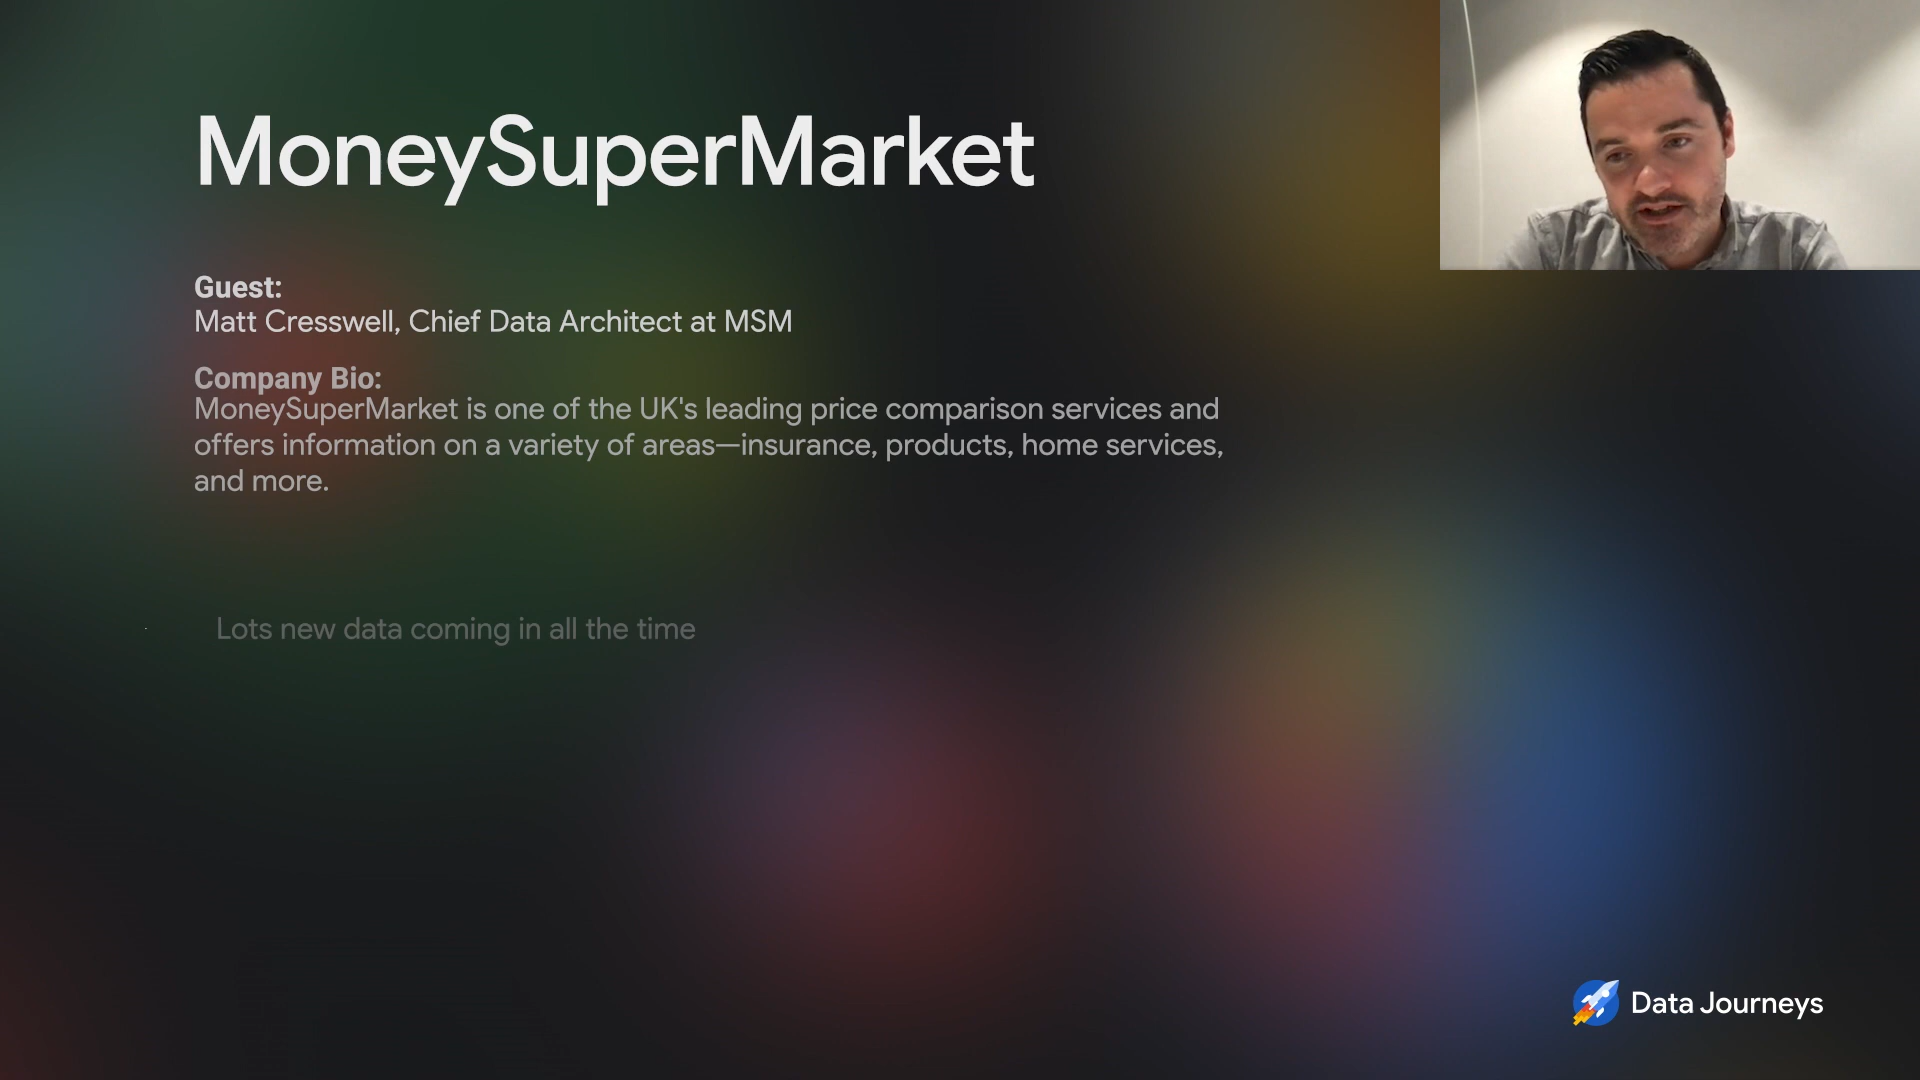 MoneySuperMarket
Guest:
Matt Cresswell, Chief Data Architect at MSM
Company Bio:
MoneySuperMarket is one of the UK's leading price comparison services and
offers information on a variety of areas—insurance, products, home services,
and more.
Lots new data coming in all the time
Data Journeys